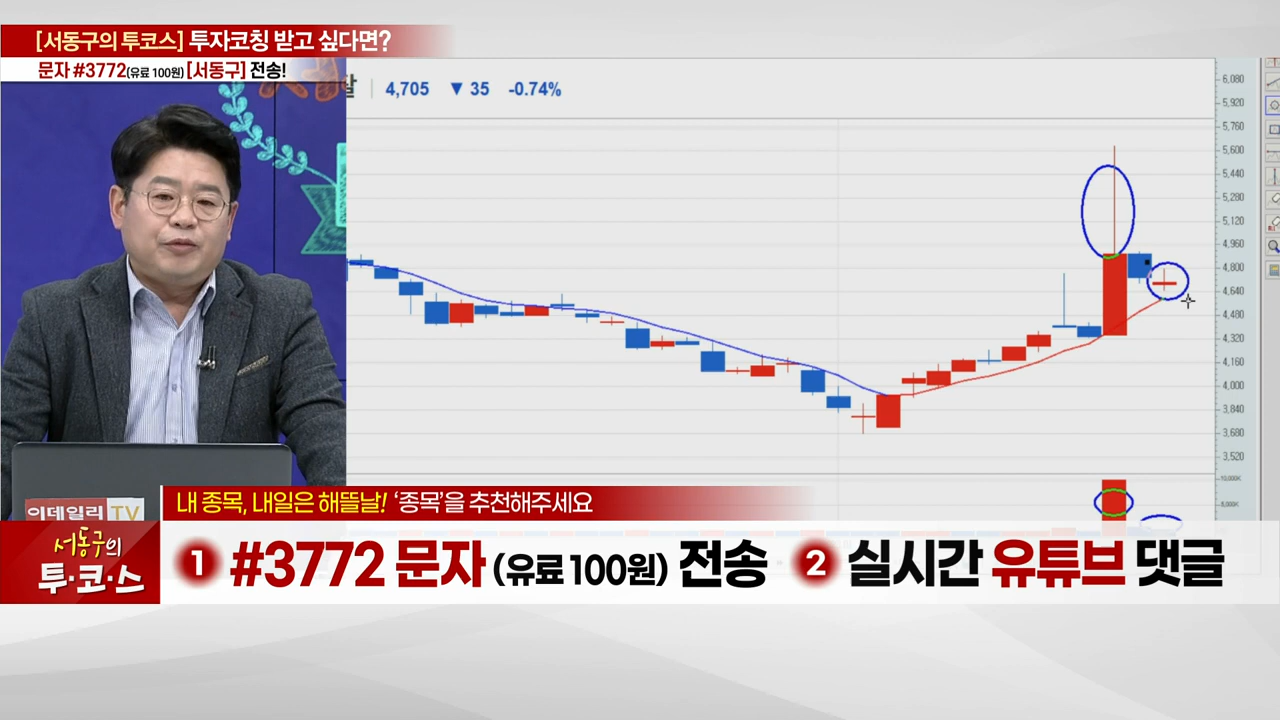 [서동구의 투코스] 투자코칭 받고 싶다면?
문자 #3772(유료 100원) [서동구] 전송!
4,705 ▼ 35 -0.74%
6,080
5,920
5,760
5,600
5,440
5,280
5,120
4,960
4,800
4,640
4,480
4,320
4,160
4,000
3,840
3,680
3,520
10,000K
5,000K
이데일리 TV
내 종목, 내일은 해뜰날! ‘종목’을 추천해주세요
서동구의
투·코·스
1 #3772 문자 (유료 100원) 전송 2 실시간 유튜브 댓글